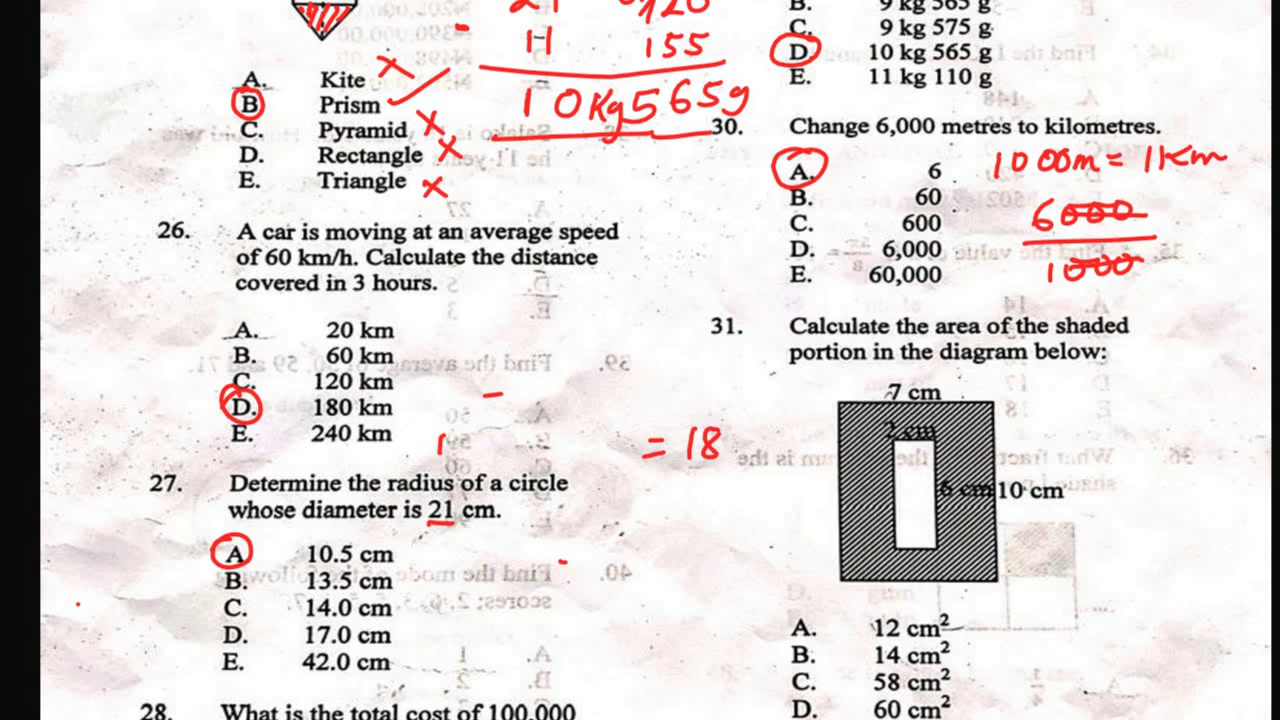 A. Kite
B Prism
C. Pyramid
D. Rectangle
E. Triangle
11 155
10Kg565g
26. A car is moving at an average speed
of 60 km/h. Calculate the distance
covered in 3 hours.
A. 20 km
B. 60 km
C. 120 km
D. 180 km
E. 240 km
= 18
27. Determine the radius of a circle
whose diameter is 21 cm.
A 10.5 cm
B. 13.5 cm
C. 14.0 cm
D. 17.0 cm
E. 42.0 cm
28. What is the total cost of 100,000
B. 9 kg 565 g
C. 9 kg 575 g
D. 10 kg 565 g
E. 11 kg 110 g
30. Change 6,000 metres to kilometres.
A. 6
B. 60
C. 600
D. 6,000
E. 60,000
1000m = 1Km
6000
1000
31. Calculate the area of the shaded
portion in the diagram below:
7 cm
2 cm
6 cm 10 cm
A. 12 cm²
B. 14 cm²
C. 58 cm²
D. 60 cm²